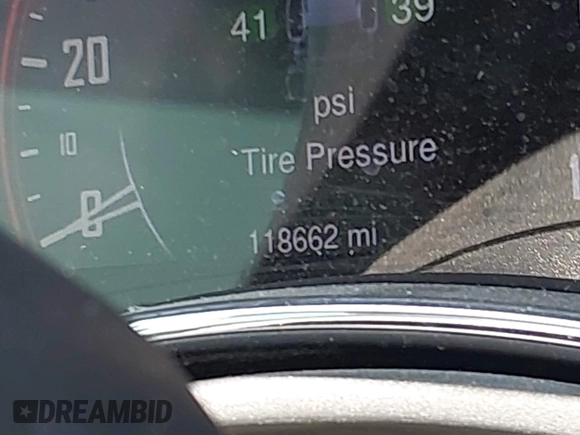 41 39
20
psi
10
Tire Pressure
0
118662 mi
DREAMBID